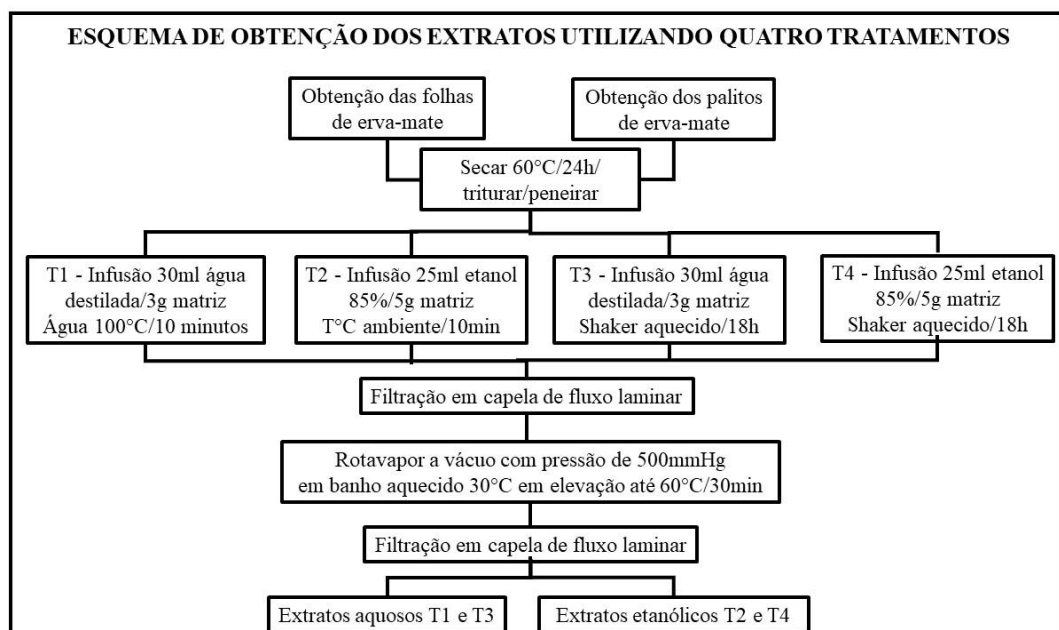 ESQUEMA DE OBTENÇÃO DOS EXTRATOS UTILIZANDO QUATRO TRATAMENTOS
Obtenção das folhas
de erva-mate
Obtenção dos palitos
de erva-mate
Secar 60°C/24h/
triturar/peneirar
T1 - Infusão 30ml água
destilada/3g matriz
Água 100°C/10 minutos
T2 - Infusão 25ml etanol
85%/5g matriz
T°C ambiente/10min
T3 - Infusão 30ml água
destilada/3g matriz
Shaker aquecido/18h
T4 - Infusão 25ml etanol
85%/5g matriz
Shaker aquecido/18h
Filtração em capela de fluxo laminar
Rotavapor a vácuo com pressão de 500mmHg
em banho aquecido 30°C em elevação até 60°C/30min
Filtração em capela de fluxo laminar
Extratos aquosos T1 e T3
Extratos etanólicos T2 e T4